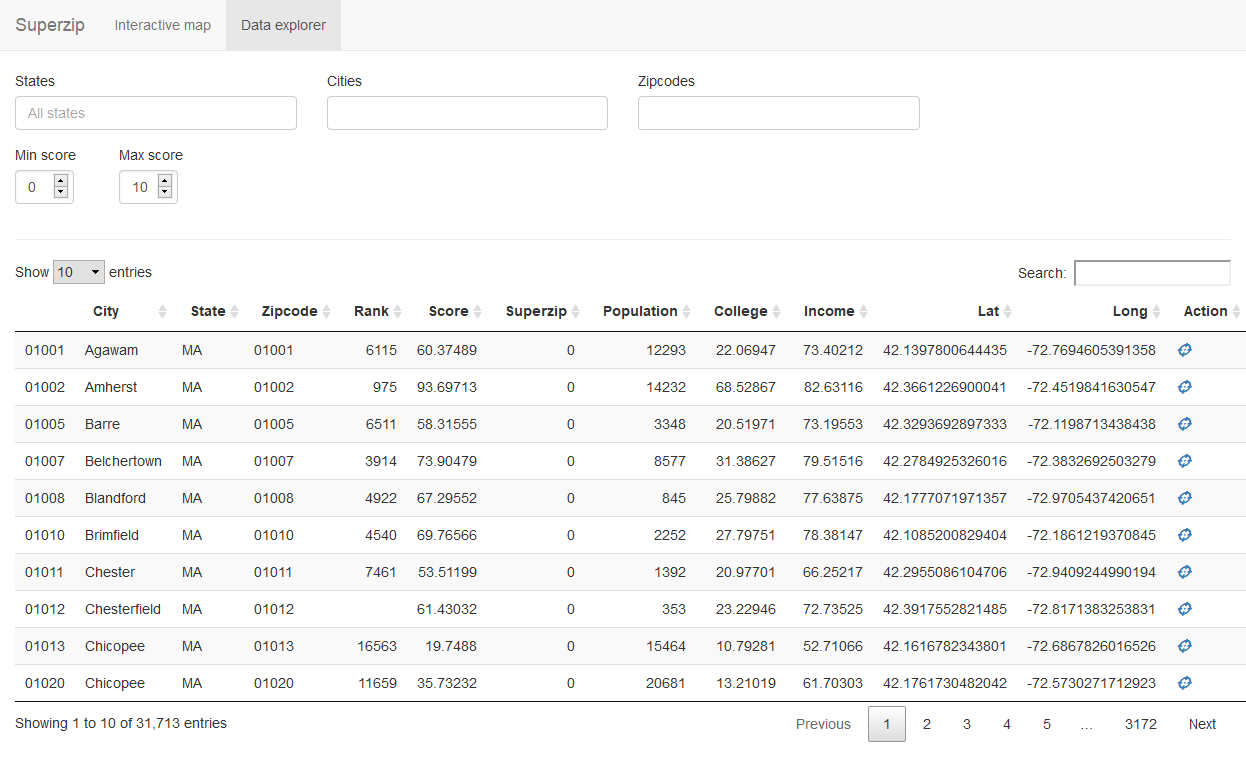 Superzip Interactive map Data explorer
States Cities Zipcodes
All states
Min score Max score
0 10
Show 10 entries Search:
City State Zipcode Rank Score Superzip Population College Income Lat Long Action
01001 Agawam MA 01001 6115 60.37489 0 12293 22.06947 73.40212 42.1397800644435 -72.7694605391358
01002 Amherst MA 01002 975 93.69713 0 14232 68.52867 82.63116 42.3661226900041 -72.4519841630547
01005 Barre MA 01005 6511 58.31555 0 3348 20.51971 73.19553 42.3293692897333 -72.1198713438438
01007 Belchertown MA 01007 3914 73.90479 0 8577 31.38627 79.51516 42.2784925326016 -72.3832692503279
01008 Blandford MA 01008 4922 67.29552 0 845 25.79882 77.63875 42.1777071971357 -72.9705437420651
01010 Brimfield MA 01010 4540 69.76566 0 2252 27.79751 78.38147 42.1085200829404 -72.1861219370845
01011 Chester MA 01011 7461 53.51199 0 1392 20.97701 66.25217 42.2955086104706 -72.9409244990194
01012 Chesterfield MA 01012 61.43032 0 353 23.22946 72.73525 42.3917552821485 -72.8171383253831
01013 Chicopee MA 01013 16563 19.7488 0 15464 10.79281 52.71066 42.1616782343801 -72.6867826016526
01020 Chicopee MA 01020 11659 35.73232 0 20681 13.21019 61.70303 42.1761730482042 -72.5730271712923
Showing 1 to 10 of 31,713 entries Previous 1 2 3 4 5 … 3172 Next